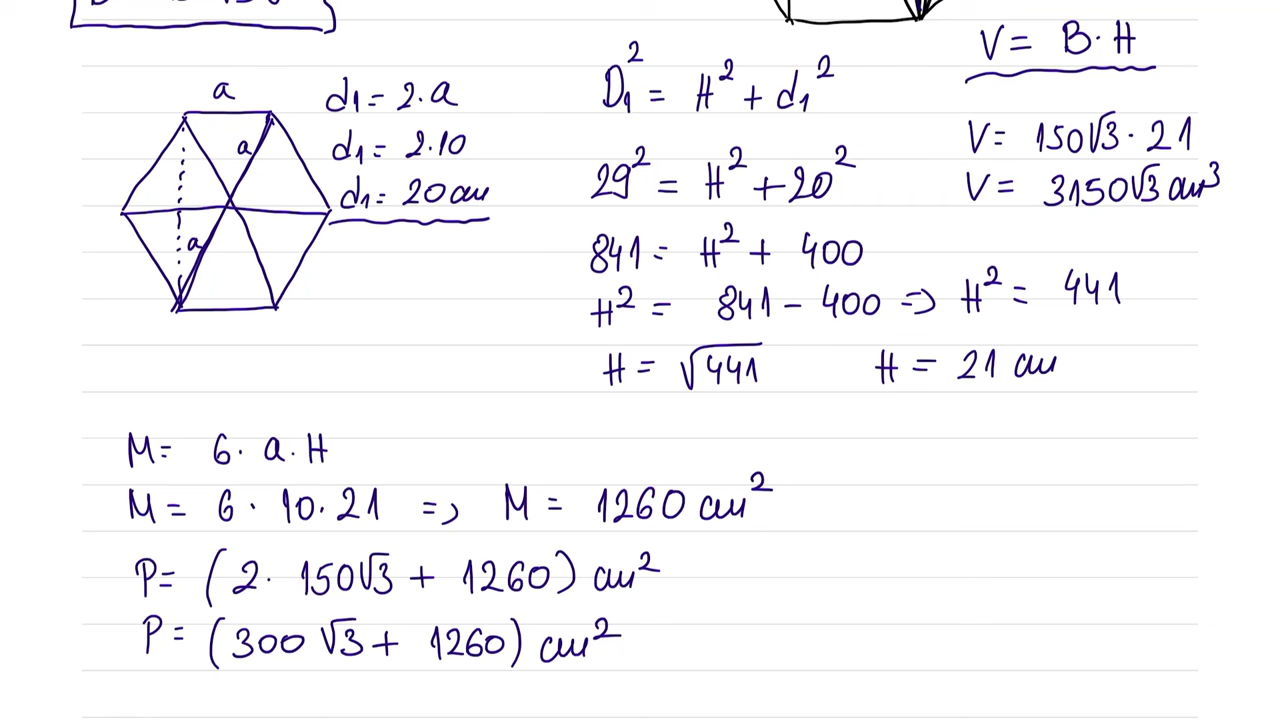 a
a
a
d₁ = 2·a
d₁ = 2·10
d₁ = 20 cm
D₁² = H² + d₁²
29² = H² + 20²
841 = H² + 400
H² = 841 - 400 => H² = 441
H = √441 H = 21 cm
V = B·H
V = 150√3 · 21
V = 3150√3 cm³
M = 6· a·H
M = 6 · 10·21 => M = 1260 cm²
P = (2· 150√3 + 1260) cm²
P = (300√3 + 1260) cm²